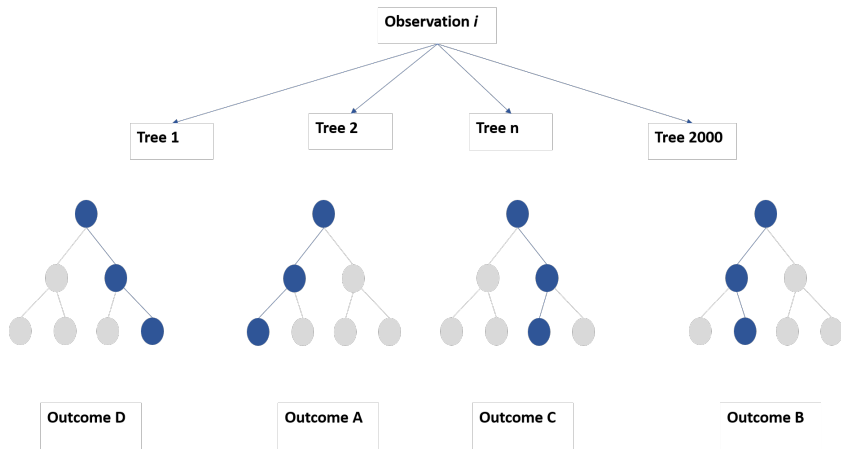 Observation i
Tree 1
Tree 2
Tree n
Tree 2000
Outcome D
Outcome A
Outcome C
Outcome B